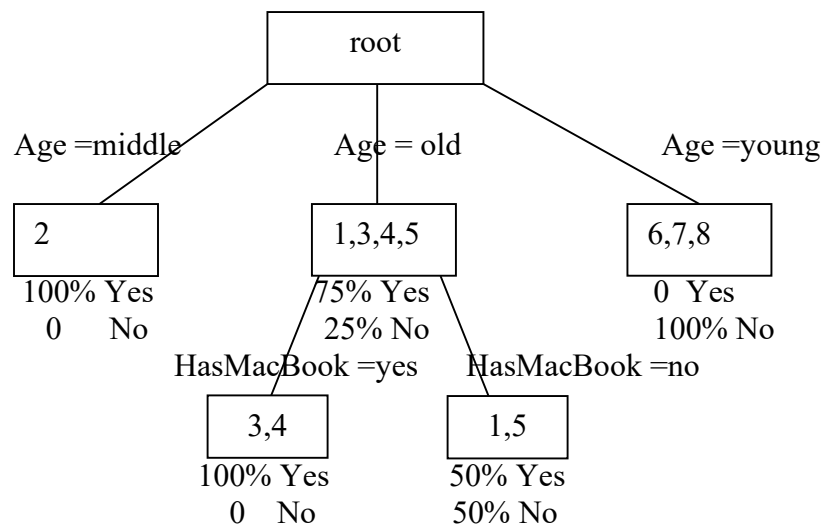 root
Age =middle
Age = old
Age =young
2
1,3,4,5
6,7,8
100% Yes
0 No
75% Yes
25% No
0 Yes
100% No
HasMacBook =yes
HasMacBook =no
3,4
1,5
100% Yes
0 No
50% Yes
50% No